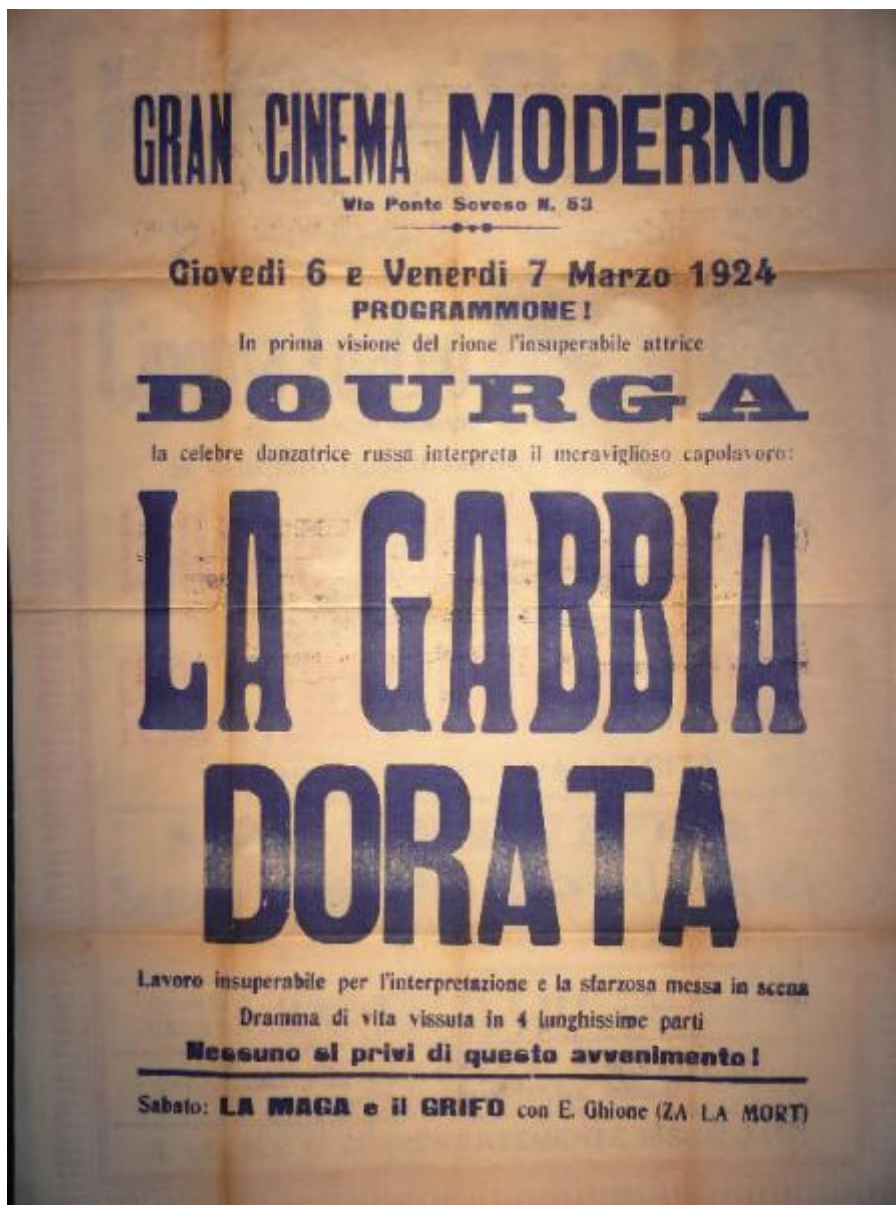 GRAN CINEMA MODERNO
Via Ponte Seveso N. 53
Giovedi 6 e Venerdi 7 Marzo 1924
PROGRAMMONE!
In prima visione del rione l'insuperabile attrice
DOURGA
la celebre danzatrice russa interpreta il meraviglioso capolavoro:
LA GABBIA
DORATA
Lavoro insuperabile per l'interpretazione e la sfarzosa messa in scena
Dramma di vita vissuta in 4 lunghissime parti
Nessuno si privi di questo avvenimento!
Sabato: LA MAGA e il GRIFO con E. Ghione (ZA LA MORT)